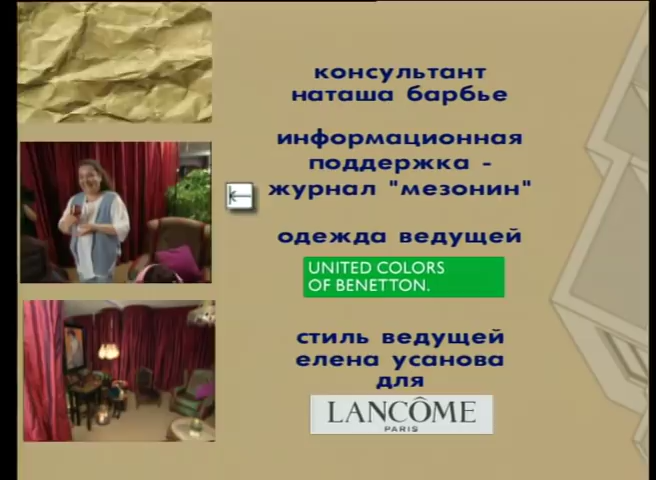 консультант
наташа барбье
информационная
поддержка -
журнал "мезонин"
одежда ведущей
UNITED COLORS
OF BENETTON.
стиль ведущей
елена усанова
для
LANCÔME
PARIS